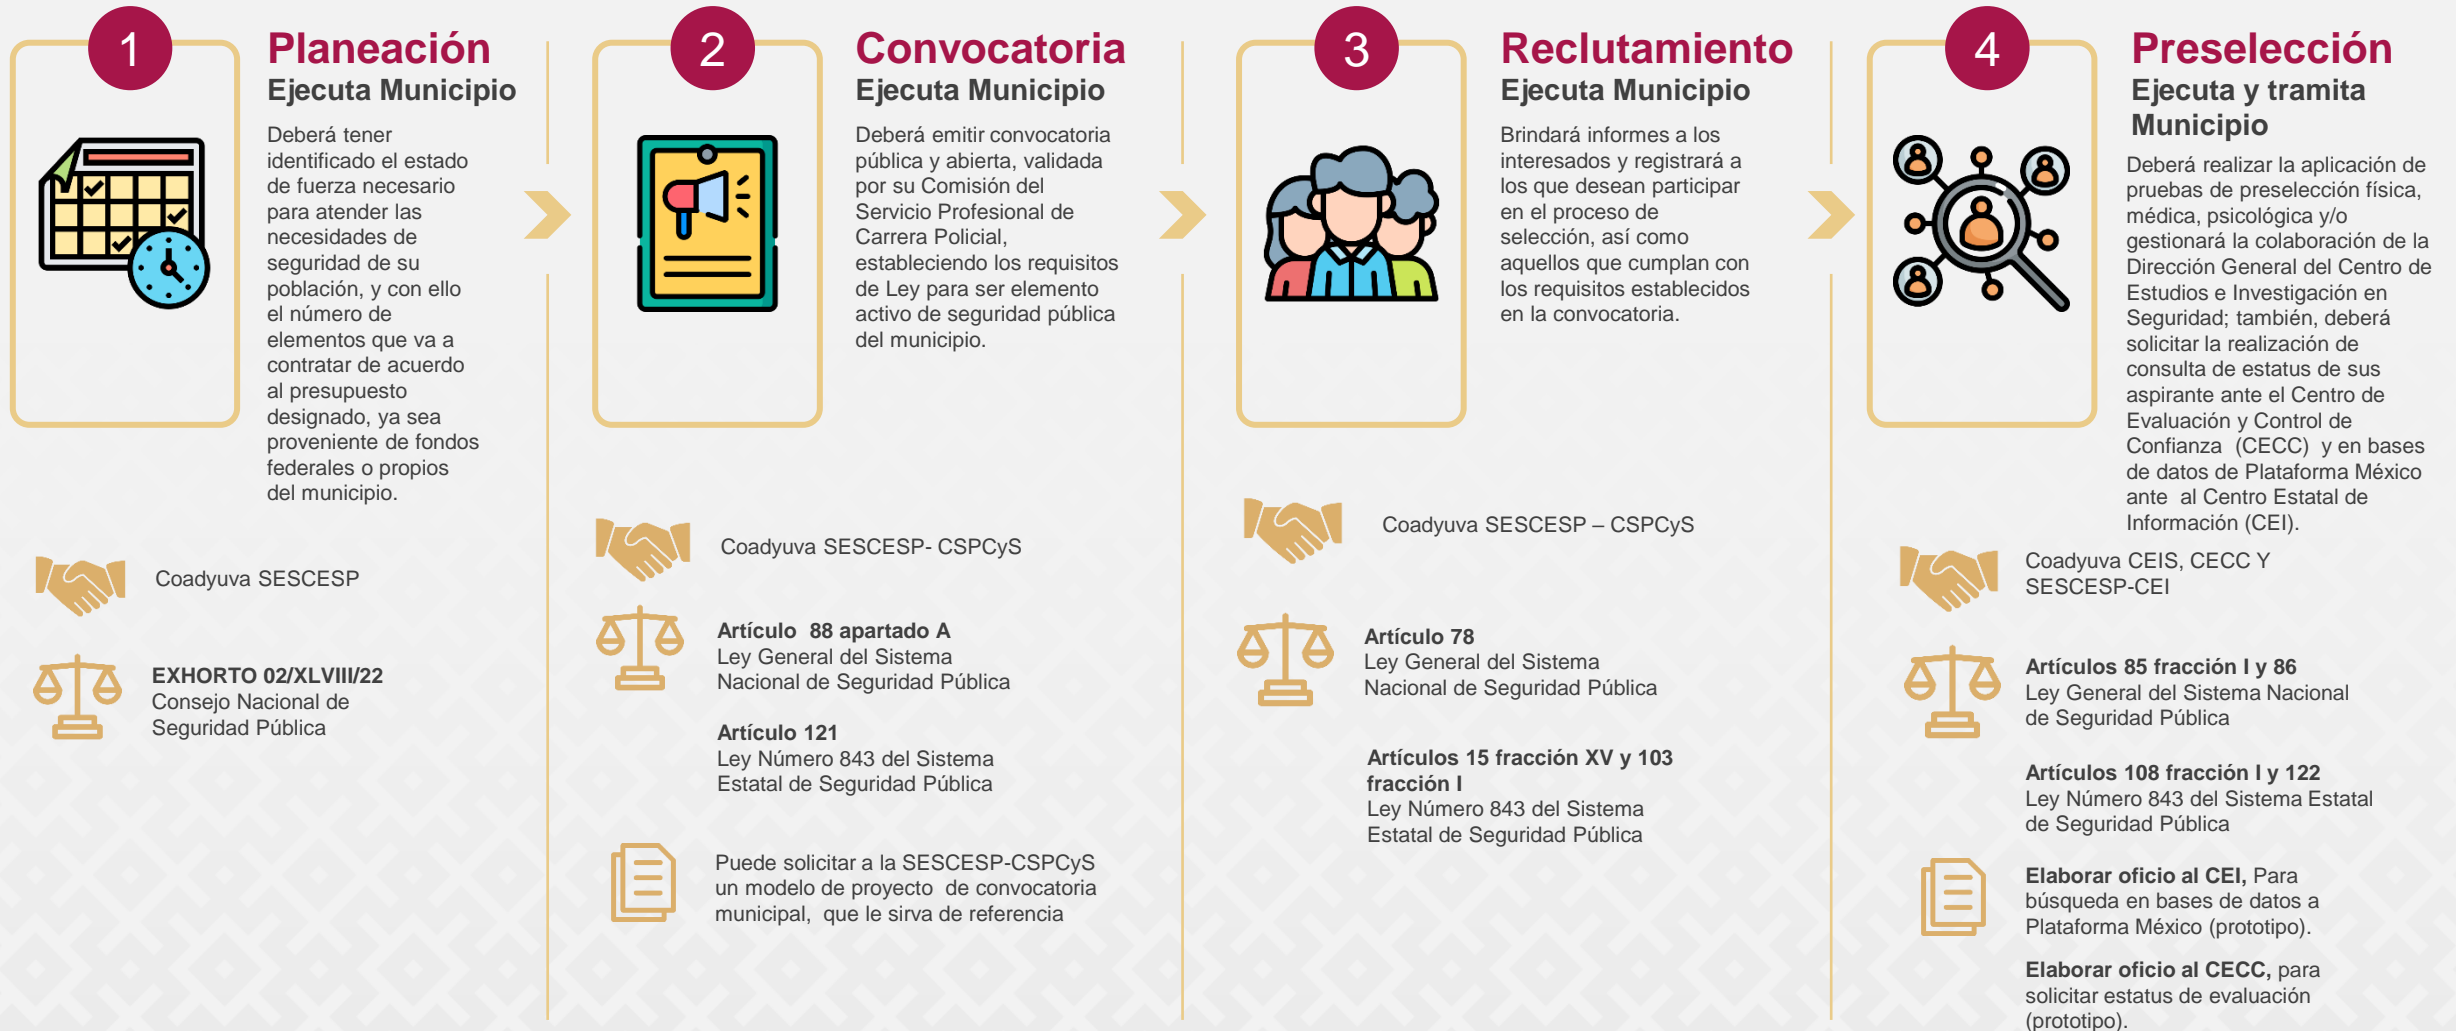 1
Planeación
Ejecuta Municipio
Deberá tener
identificado el estado
de fuerza necesario
para atender las
necesidades de
seguridad de su
población, y con ello
el número de
elementos que va a
contratar de acuerdo
al presupuesto
designado, ya sea
proveniente de fondos
federales o propios
del municipio.
Coadyuva SESCESP
EXHORTO 02/XLVIII/22
Consejo Nacional de
Seguridad Pública
2
Convocatoria
Ejecuta Municipio
Deberá emitir convocatoria
pública y abierta, validada
por su Comisión del
Servicio Profesional de
Carrera Policial,
estableciendo los requisitos
de Ley para ser elemento
activo de seguridad pública
del municipio.
Coadyuva SESCESP- CSPCyS
Artículo  88 apartado A
Ley General del Sistema
Nacional de Seguridad Pública
Artículo 121
Ley Número 843 del Sistema
Estatal de Seguridad Pública
Puede solicitar a la SESCESP-CSPCyS
un modelo de proyecto  de convocatoria
municipal,  que le sirva de referencia
3
Reclutamiento
Ejecuta Municipio
Brindará informes a los
interesados y registrará a
los que desean participar
en el proceso de
selección, así como
aquellos que cumplan con
los requisitos establecidos
en la convocatoria.
Coadyuva SESCESP – CSPCyS
Artículo 78
Ley General del Sistema
Nacional de Seguridad Pública
Artículos 15 fracción XV y 103
fracción I
Ley Número 843 del Sistema
Estatal de Seguridad Pública
4
Preselección
Ejecuta y tramita
Municipio
Deberá realizar la aplicación de
pruebas de preselección física,
médica, psicológica y/o
gestionará la colaboración de la
Dirección General del Centro de
Estudios e Investigación en
Seguridad; también, deberá
solicitar la realización de
consulta de estatus de sus
aspirante ante el Centro de
Evaluación y Control de
Confianza  (CECC)  y en bases
de datos de Plataforma México
ante  al Centro Estatal de
Información (CEI).
Coadyuva CEIS, CECC Y
SESCESP-CEI
Artículos 85 fracción I y 86
Ley General del Sistema Nacional
de Seguridad Pública
Artículos 108 fracción I y 122
Ley Número 843 del Sistema Estatal
de Seguridad Pública
Elaborar oficio al CEI, Para
búsqueda en bases de datos a
Plataforma México (prototipo).
Elaborar oficio al CECC, para
solicitar estatus de evaluación
(prototipo).